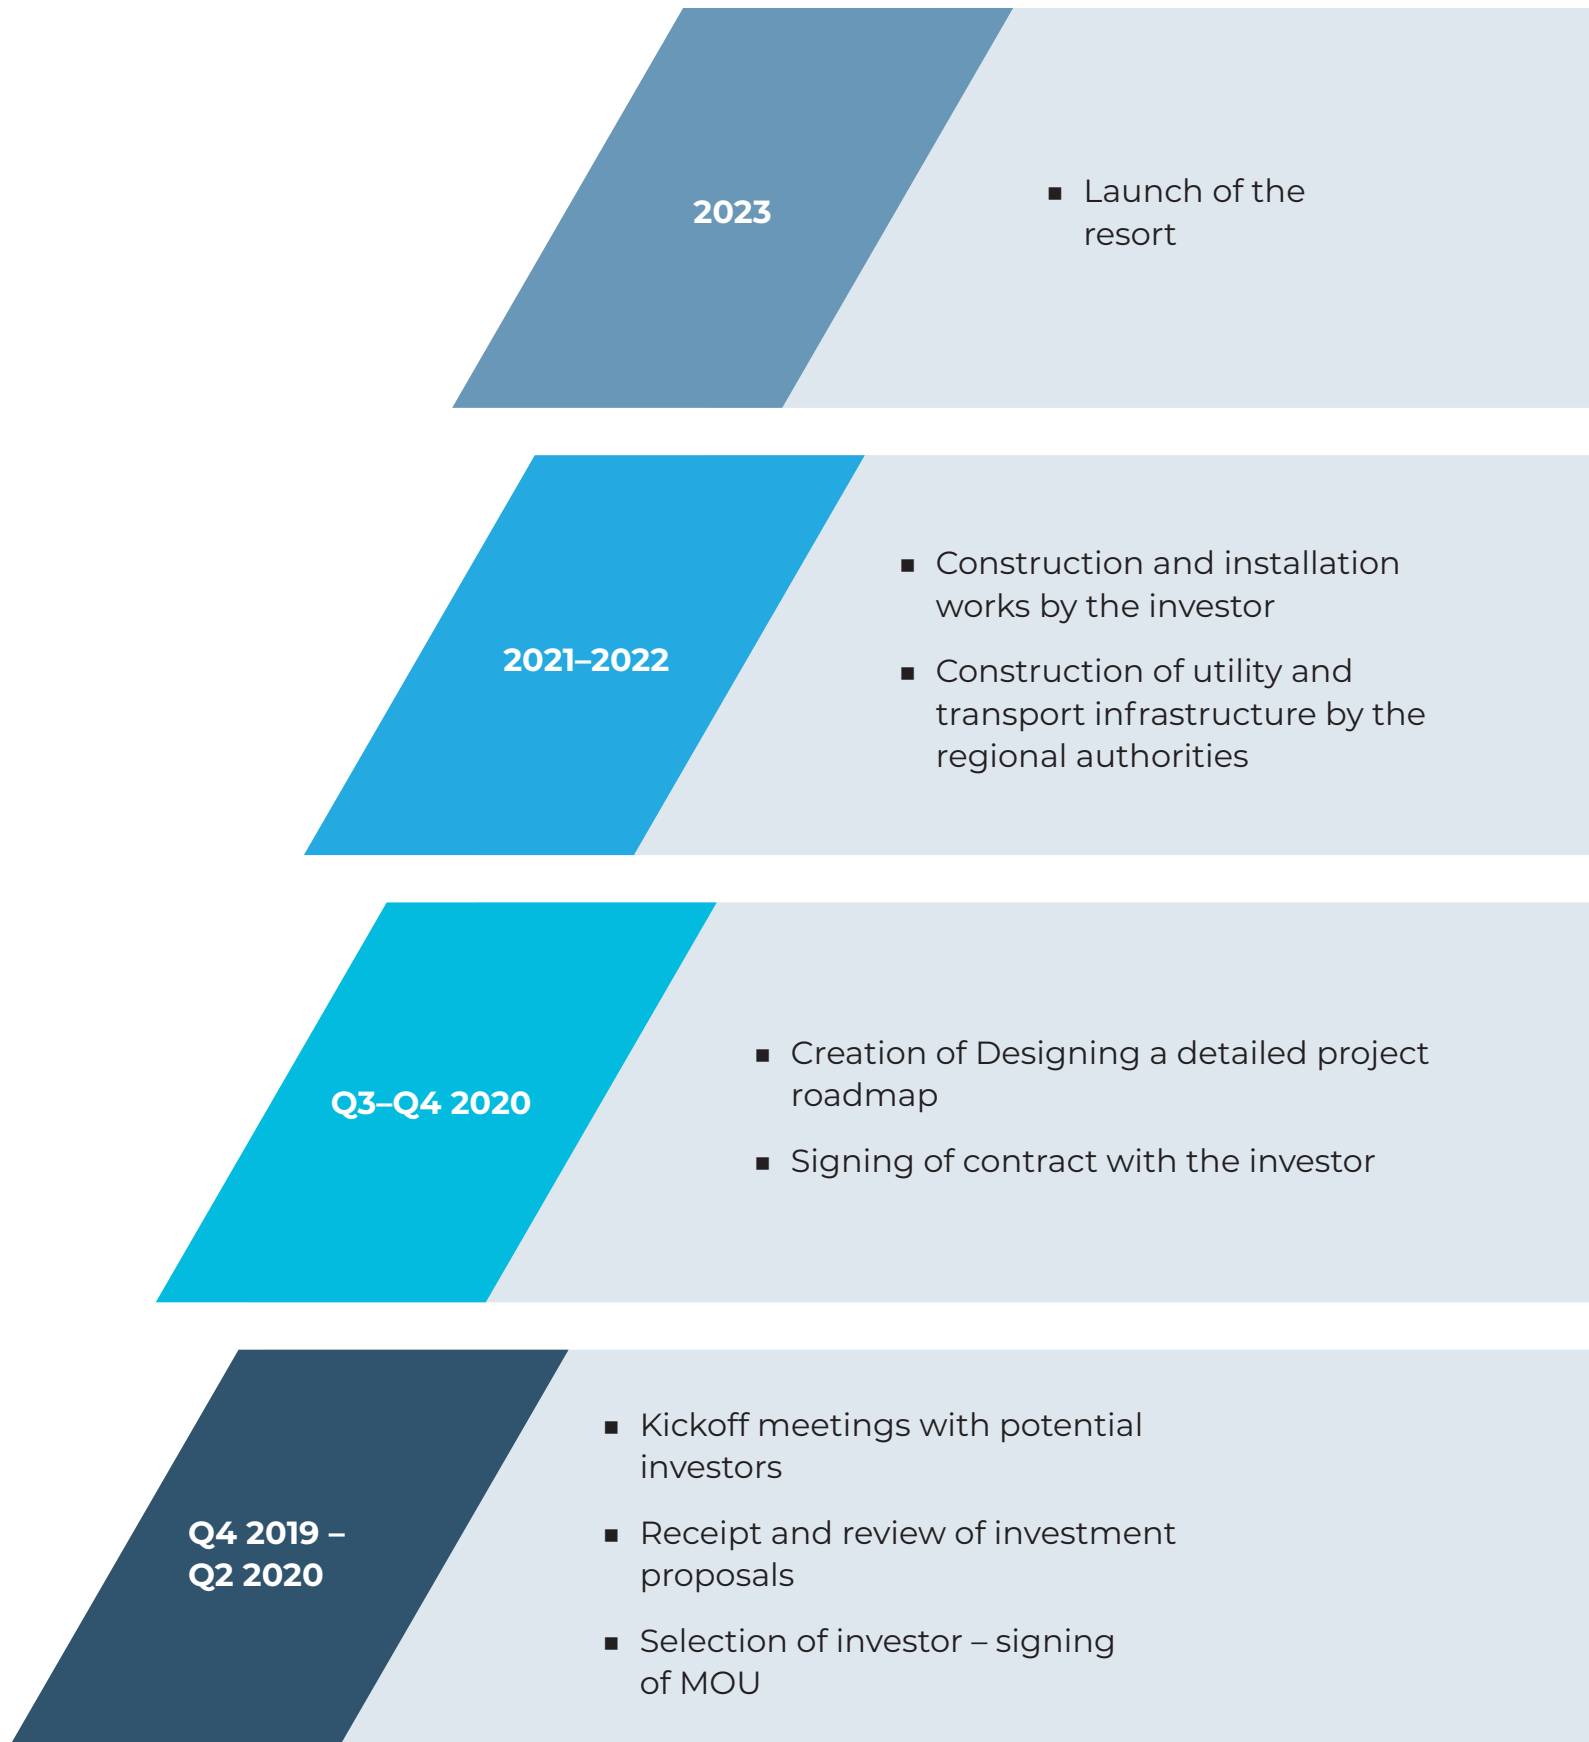 2023
▪ Launch of the
resort
2021–2022
▪ Construction and installation
works by the investor
▪ Construction of utility and
transport infrastructure by the
regional authorities
Q3–Q4 2020
▪ Creation of Designing a detailed project
roadmap
▪ Signing of contract with the investor
Q4 2019 –
Q2 2020
▪ Kickoff meetings with potential
investors
▪ Receipt and review of investment
proposals
▪ Selection of investor – signing
of MOU